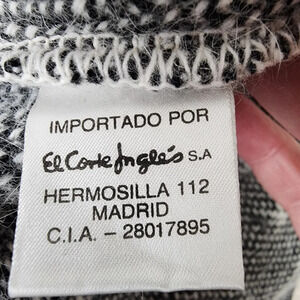 IMPORTADO POR
El Corte Inglés S.A
HERMOSILLA 112
MADRID
C.I.A. - 28017895